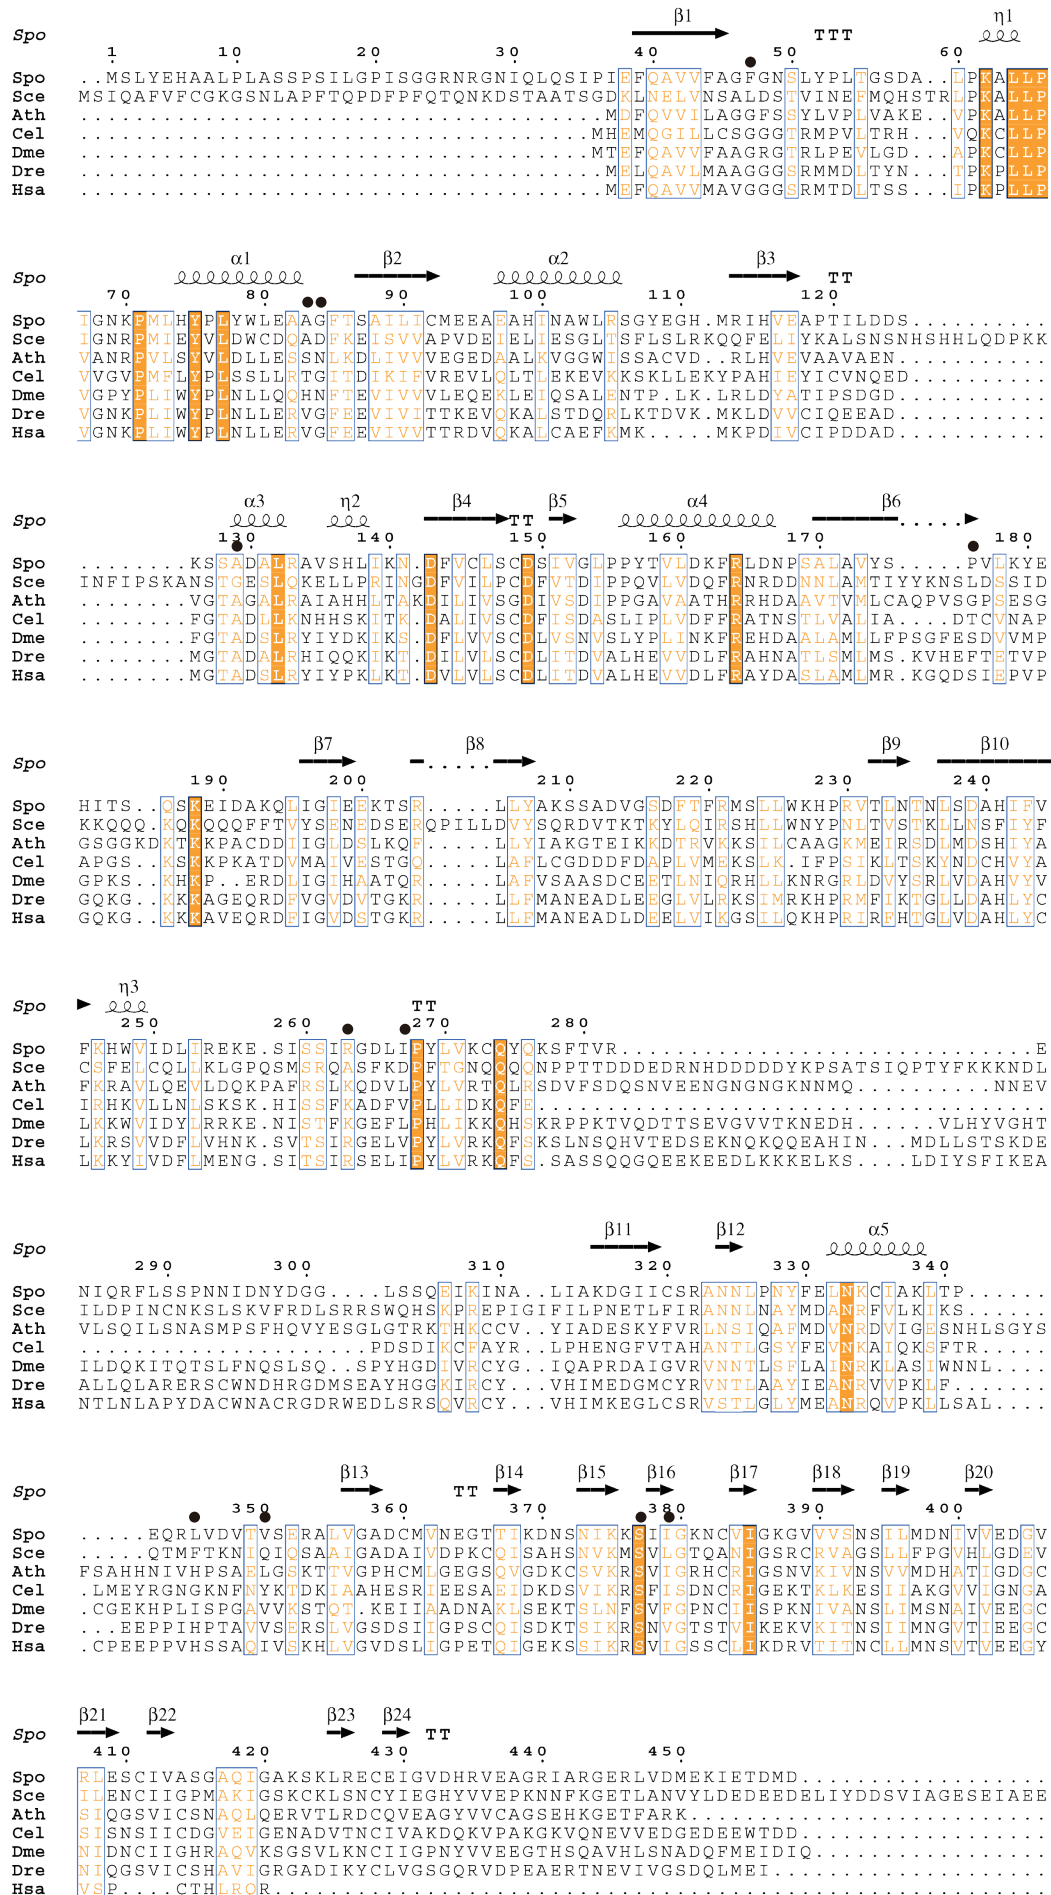 β1 η1
Spo TTT
1 10 20 30 40 50 60
Spo ..MSLYEHAALPLASSPSILGPISGGRNRGNIQLQSIPIEFQAVVFAGFGNSLYPLTGSDA..LPKALLP
Sce MSIQAFVFCGKGSNLAPFTQPDFPFQTQNKDSTAATSGDKLNELVNSALDSTVINEFMQHSTRLPKALLP
Ath .....................................MDFQVVILAGGFSSYLVPLVAKE..VPKALLP
Cel ....................................MHEMQGILLCSGGGTRMPVLTRH...VQKCLLP
Dme ....................................MTEFQAVVFAAGRGTRLPEVLGD...APKCLLP
Dre .....................................MELQAVLMAAGGGSRMMDLTYN...TPKPLLP
Hsa .....................................MEFQAVVMAVGGGSRMTDLTSS...IPKPLLP
α1 β2 α2 β3
Spo TT
70 80 90 100 110 120
Spo IGNKPMLHYPLYWLEAAGFTSAILICMEEAEAHINAWLRSGYEGH.MRIHVEAPTILDDS..........
Sce IGNRPMIEYVLDWCDQADFKEISVVAPVDEIELIESGLTSFLSLRKQQFELIYKALSNSNHSHHLQDPKK
Ath VANRPVLSYVLDLLESSNLKDLIVVVEGEDAALKVGGWISSACVD..RLHVEVAAVAEN..........
Cel VVGVPMFLYPLSSLLRTGITDIKIFVREVLQLTLEKEVKKSKLLEKYPAHIEYICVNQED..........
Dme VGPYPLIWYPLNLLQQHNFTEVIVVVLEQEKLEIQSALENTP.LK.LRLDYATIPSDGD...........
Dre VGNKPLIWYPLNLLERVGFEEVIVITTKEVQKALSTDQRLKTDVK.MKLDVVCIQEEAD...........
Hsa VGNKPLIWYPLNLLERVGFEEVIVVTTRDVQKALCAEFKMK.....MKPDIVCIPDDAD...........
α3 η2 β4 β5 α4 β6
Spo TT
130 140 150 160 170 180
Spo ........KSSADALRAVSHLIKN.DFVCLSCDSIVGLPPYTVLDKFRLDNPSALAVYS.....PVLKYE
Sce INFIPSKANSTGESLQKELLPRINGDFVILPCDFVTDIPPQVLVDQFRNRDDNNLAMTIYYKNSLDSSID
Ath ........VGTAGALRAIAHHLTAKDILIVSGDIVSDIPPGAVAATHRRHDAAVTVMLCAQPVSGPSESG
Cel ........FGTADLLKNHHSKITK.DALIVSCDFISDASLIPLVDFFRATNSTLVALIA....DTCVNAP
Dme ........FGTADSLRYIYDKIKS.DFLVVSCDLVSNVSLYPLINKFREHDAALAMLLFPSGFESDVVMP
Dre ........MGTADALRHIQQKIKT.DILVLSCDLITDVALHEVVDLFRAHNATLSMLMS.KVHEFTETVP
Hsa ........MGTADSLRYIYPKLKT.DVLVLSCDLITDVALHEVVDLFRAYDASLAMLMR.KGQDSIEPVP
β7 β8 β9 β10
Spo
190 200 210 220 230 240
Spo HITS..QSKEIDAKQLIGIEEKTSR.....LLYAKSSADVGSDFTFRMSLLWKHPRVTLNTNLSDAHIFV
Sce KKQQQ.KQKQQQFFTVYSENEDSERQPILLDVYSQRDVTKTKYLQIRSHLLWNYPNLTVSTKLLNSFIYF
Ath GSGGKDKTKKPACDDIIGLDSLKQF.....LLYIAKGTEIKKDTRVKKSILCAAGKMEIRSDLMDSHIYA
Cel APGS..KSKKPKATDVMAIVESTGQ.....LAFLCGDDDFDAPLVMEKSLK.IFPSIKLTSKYNDCHVYA
Dme GPKS..KHKP..ERDLIGIHAATQR.....LAFVSAASDCEETLNIQRHLLKNRGRLDVYSRLVDAHVYV
Dre GQKG..KKKAGEQRDFVGVDVTGKR.....LLFMANEADLEEGLVLRKSIMRKHPRMFIKTGLLDAHLYC
Hsa GQKG..KKKAVEQRDFIGVDSTGKR.....LLFMANEADLDEELVIKGSILQKHPRIRFHTGLVDAHLYC
η3
Spo TT
250 260 270 280
Spo FKHWVIDLIREKE.SISSIRGDLIPYLVKCQYQKSFTVR..............................E
Sce CSFELCQLLKLGPQSMSRQASFKDPFTGNQQQNPPTTDDDEDRNHDDDDDYKPSATSIQPTYFKKKNDL
Ath FKRAVLQEVLDQKPAFRSLKQDVLPYLVRTQLRSDVFSDQSNVEENGNGNGKNNMQ..........NNEV
Cel IRHKVLLNLLSKSK.HISSFKADFVPLLIDKQFE....................................
Dme LKKWVIDYLRRKE.NISTFKGEFLPHLIKKQHSKRPPKTVQDTTSEVGVVTKNEDH......VLHYVGHT
Dre LKRSVVDFLVHNK.SVTSIRGELVPYLVRKQFSKSLNSQHVTEDSEKNQKQQEAHIN....MDLLSTSKDE
Hsa LKKYIVDFLMENG.SITSIRSELIPYLVRKQFS.SASSQQGQEEKEEDLKKKELKS.....LDIYSFIKEA
β11 β12 α5
Spo
290 300 310 320 330 340
Spo NIQRFLSSPNNIDNYDGG....LSSQEIKINA..LIAKDGIICSRANNLPNYFELNKCIAKLTP......
Sce ILDPINCNKSLSKVFRDLSRRSWQHSKPREPIGIFILPNETLFIRANNLPNAYMDANRFVLKIKS.....
Ath VLSQILSNASMPSFHQVYESGLGTRKTHKCCV..YIADESKYFVRLNSIQAFMDVNRDVIGESNHLSGYS
Cel .....................PDSDIKCFAYR..LPHENGFVTAHANTLGSYFEVNKAIQKSFTR.....
Dme ILDQKITQTSLFNQSLSQ..SPYHGDIVRCYG..IQAPRDAIGVRVNNTLSFLAINRKLASIWNNL....
Dre ALLQLARERSCWNDHRGDMSEAYHGGKIRCY...VHIMEDGMCYRVNTLAAYIEANRVVPKLF.......
Hsa NTLNLAPYDACWNACRGDRWEDLSRSQVRCY...VHIMKEGLCSRVSTLGLYMEANRQVPKLLSAL....
β13 β14 β15 β16 β17 β18 β19 β20
Spo TT
350 360 370 380 390 400
Spo .....EQRLVDVTVSERALVGADCMVNEGTTIKDNSNIKKSIIGKNCVIGKGVVVSNSILMDNIVVEDGV
Sce .....QTMFTKNIQIQSAAIGADAIVDPKCQISAHSNVKMSVLGTQANIGSRCRVAGSLLFPGVHLGDEV
Ath FSAHHNIVHPSAELGSKTTVGPHCMLGEGSQVGDKCSVKRSVIGRHCRIGSNVKIVNSVVMDHATIGDGC
Cel .LMEYRGNGKNFNYKTDKIAAHESRIEESAEIDKDSVIKRSFISDNCRIGEKTKLKESIIAKGVVIGNGA
Dme .CGEKHPLISPGAVVKSTQT.KEIIAADNAKLSEKTSLNFSVFGPNCIISPKNIVANSLIMSNAIVEEGC
Dre ...EEPPIHPTAVVSERSLVGSDSIIGPSCQISDKTSIKRSNVGTSTVIKEKVKITNSIIMNGVTIEEGC
Hsa .CPEEPPVHSSAQIVSKHLVGVDSLIGPETQIGEKSSIKRSVIGSSCLIKDRVTITNCLLMNSVTVEEGY
β21 β22 β23 β24
Spo TT
410 420 430 440 450
Spo RLESCIVASGAQIGAKSKLRECEIGVDHRVEAGRIARGERLVDMEKIETDMD..................
Sce ILENCIIGPMAKIGSKCKLSNCYIEGHYVVEPKNNFKGETLANVYLDEDEEDELIYDDSVIAGESEIAEE
Ath SIQGSVICSNAQLQERVTLRDCQVEAGYVVCAGSEHKGETFARK..........................
Cel SISNSIICDGVEIGENADVTNCIVAKDQKVPAKGKVQNEVVEDGEDEEWTDD..................
Dme NIDNCIIGHRAQVKSGSVLKNCIIGPNYVVEEGTHSQAVHLSNADQFMEIDIQ.................
Dre NIQGSVICSHAVIGRGADIKYCLVGSGQRVDPEAERTNEVIVGSDQLMEI....................
Hsa VSP....CTHLRQR........................................................